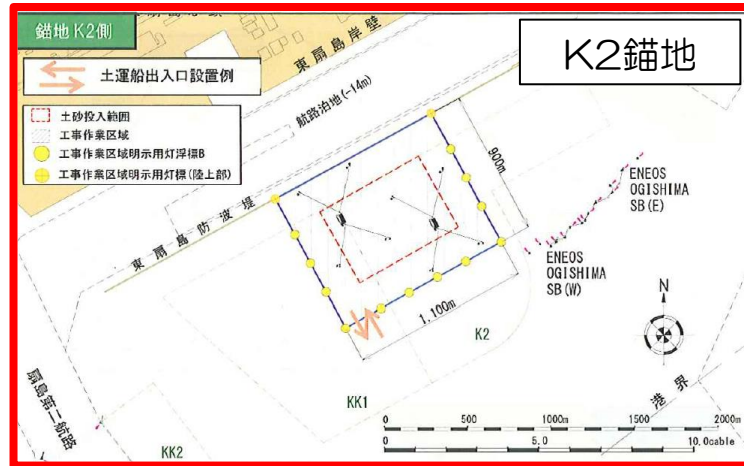 錨地 K2側
K2錨地
土運船出入口設置例
土砂投入範囲
工事作業区域
工事作業区域明示用灯浮標B
工事作業区域明示用灯標(陸上部)
東扇島岸壁
航路泊地(-14m)
東扇島防波堤
900m
1,100m
ENEOS
OGISHIMA
SB(E)
ENEOS
OGISHIMA
SB(W)
N
K2
KK1
KK2
扇島第二航路
港界
0 500 1000m 1500 2000m
0 5.0 10.0cable